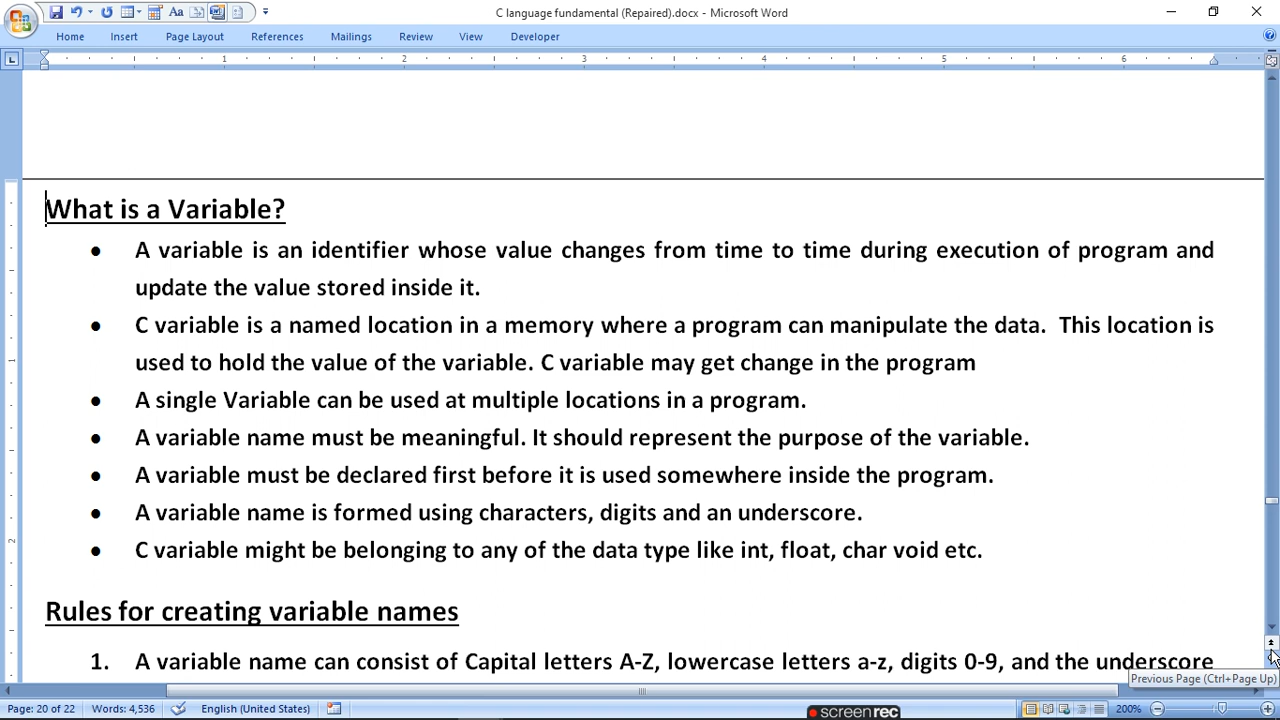 C language fundamental (Repaired).docx - Microsoft Word
Home Insert Page Layout References Mailings Review View Developer
1 2 3 4 5 6
What is a Variable?
• A variable is an identifier whose value changes from time to time during execution of program and
update the value stored inside it.
• C variable is a named location in a memory where a program can manipulate the data.  This location is
used to hold the value of the variable. C variable may get change in the program
• A single Variable can be used at multiple locations in a program.
• A variable name must be meaningful. It should represent the purpose of the variable.
• A variable must be declared first before it is used somewhere inside the program.
• A variable name is formed using characters, digits and an underscore.
• C variable might be belonging to any of the data type like int, float, char void etc.
Rules for creating variable names
1. A variable name can consist of Capital letters A-Z, lowercase letters a-z, digits 0-9, and the underscore
Previous Page (Ctrl+Page Up)
Page: 20 of 22 Words: 4,536 English (United States) 200%
screenrec